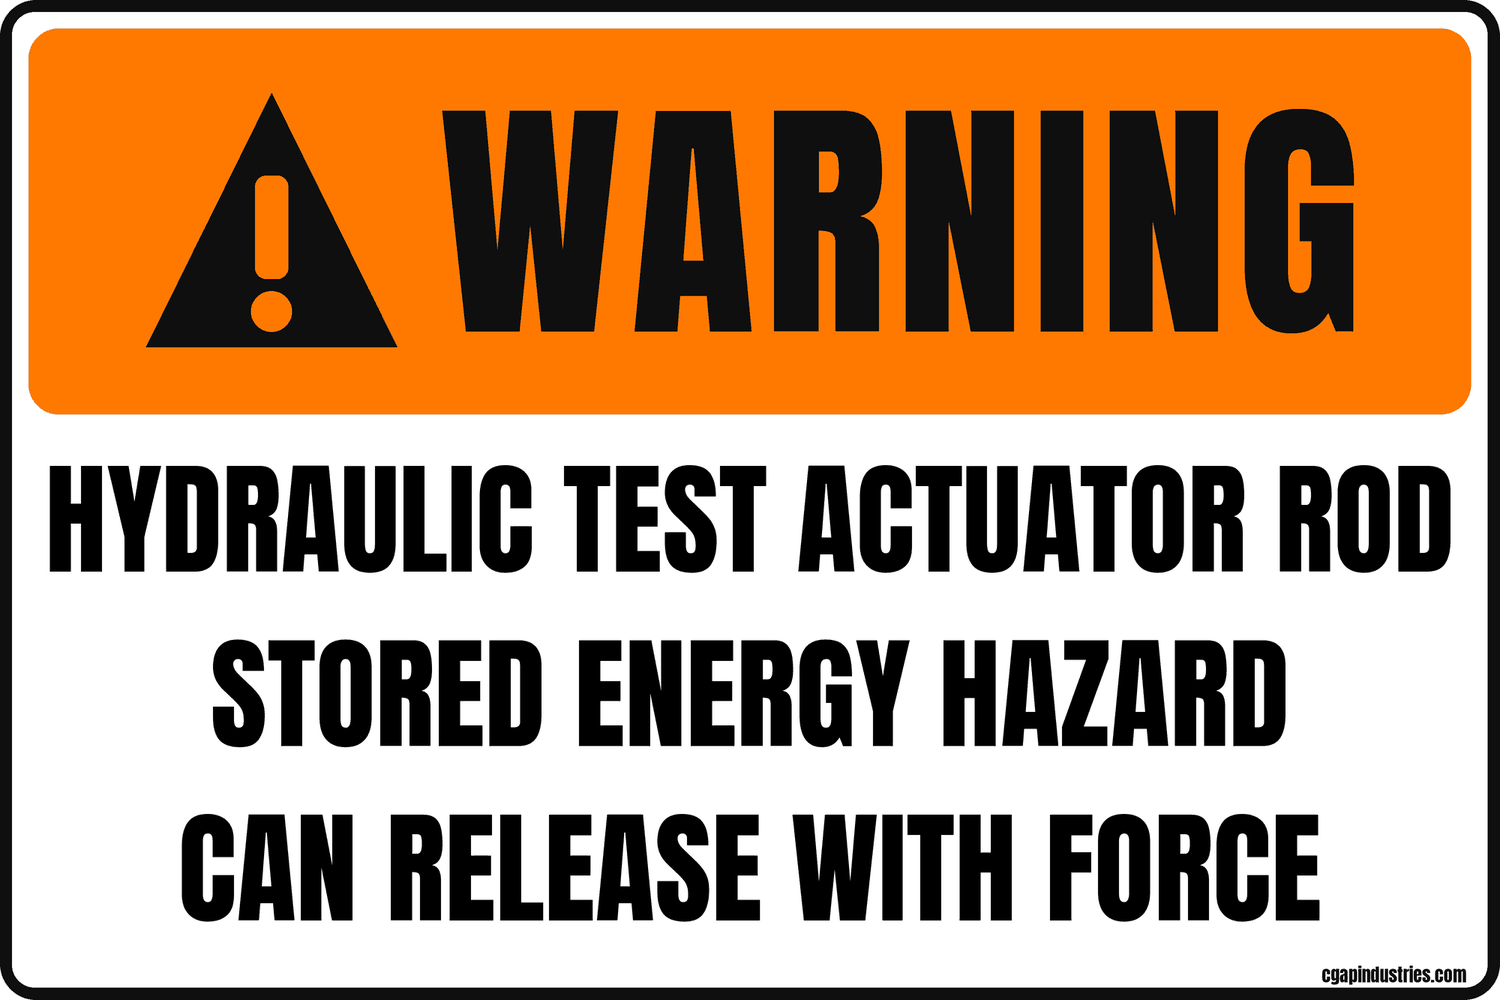 WARNING
HYDRAULIC TEST ACTUATOR ROD
STORED ENERGY HAZARD
CAN RELEASE WITH FORCE
cgapindustries.com